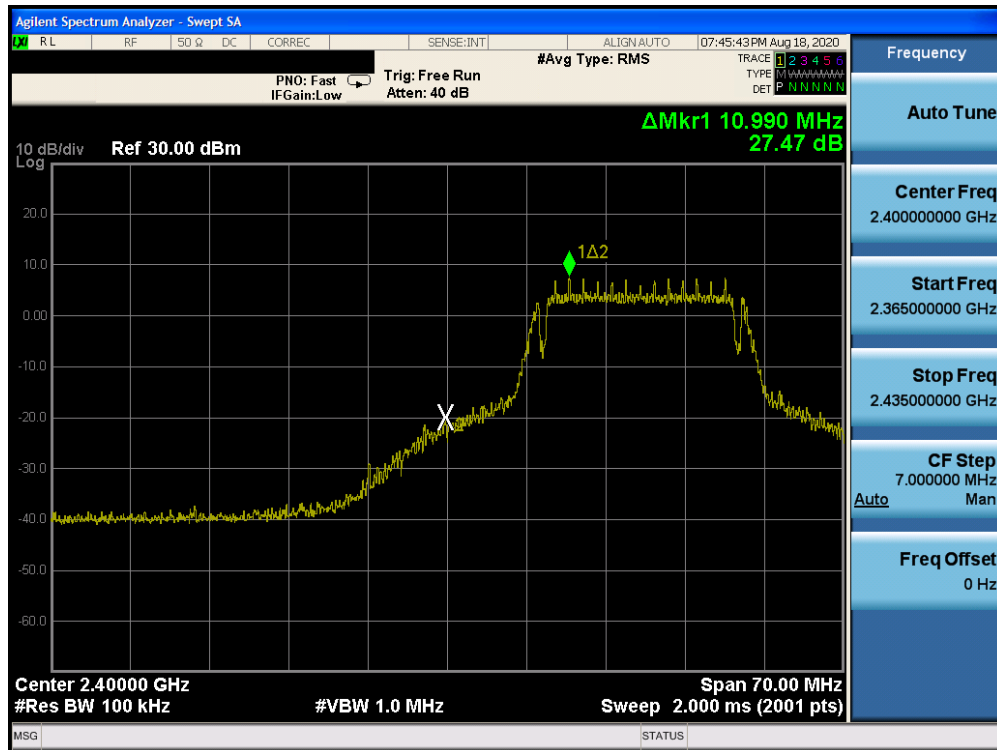 Agilent Spectrum Analyzer - Swept SA
LXI RL RF 50 Ω DC CORREC SENSE:INT ALIGN AUTO 07:45:43 PM Aug 18, 2020
Frequency
#Avg Type: RMS
TRACE 1 2 3 4 5 6
PNO: Fast
Trig: Free Run
TYPE M W W W W W
IFGain:Low
Atten: 40 dB
DET P N N N N N
Auto Tune
ΔMkr1 10.990 MHz
27.47 dB
10 dB/div
Log
Ref 30.00 dBm
20.0
10.0
0.00
-10.0
-20.0
-30.0
-40.0
-50.0
-60.0
1Δ2
X
Center Freq
2.400000000 GHz
Start Freq
2.365000000 GHz
Stop Freq
2.435000000 GHz
CF Step
7.000000 MHz
Auto Man
Freq Offset
0 Hz
Center 2.40000 GHz
Span 70.00 MHz
#Res BW 100 kHz
#VBW 1.0 MHz
Sweep 2.000 ms (2001 pts)
MSG
STATUS